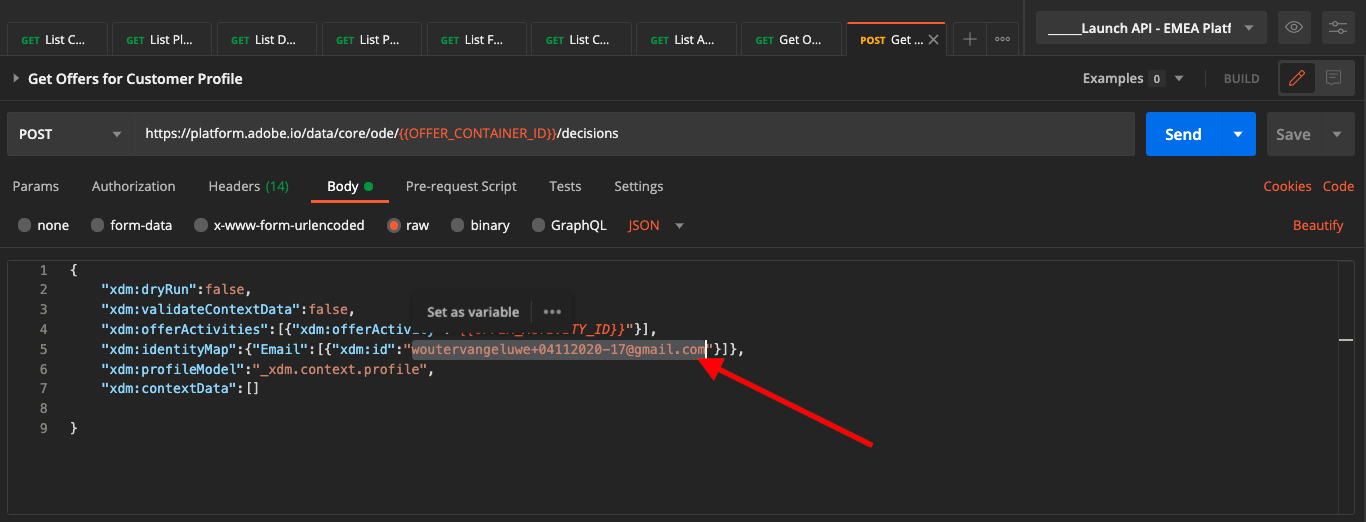 GET List C...
GET List Pl...
GET List D...
GET List P...
GET List F...
GET List C...
GET List A...
GET Get O...
POST Get ...
_____Launch API - EMEA Platf
Get Offers for Customer Profile
Examples 0
BUILD
POST
https://platform.adobe.io/data/core/ode/{{OFFER_CONTAINER_ID}}/decisions
Send
Save
Params
Authorization
Headers (14)
Body
Pre-request Script
Tests
Settings
Cookies
Code
none
form-data
x-www-form-urlencoded
raw
binary
GraphQL
JSON
Beautify
1 {
2 "xdm:dryRun":false,
3 "xdm:validateContextData":false,
Set as variable
4 "xdm:offerActivities":[{"xdm:offerActivity":"{{OFFER_ACTIVITY_ID}}"}],
5 "xdm:identityMap":{"Email":[{"xdm:id":"woutervangeluwe+04112020-17@gmail.com"}]},
6 "xdm:profileModel":"_xdm.context.profile",
7 "xdm:contextData":[]
8
9 }